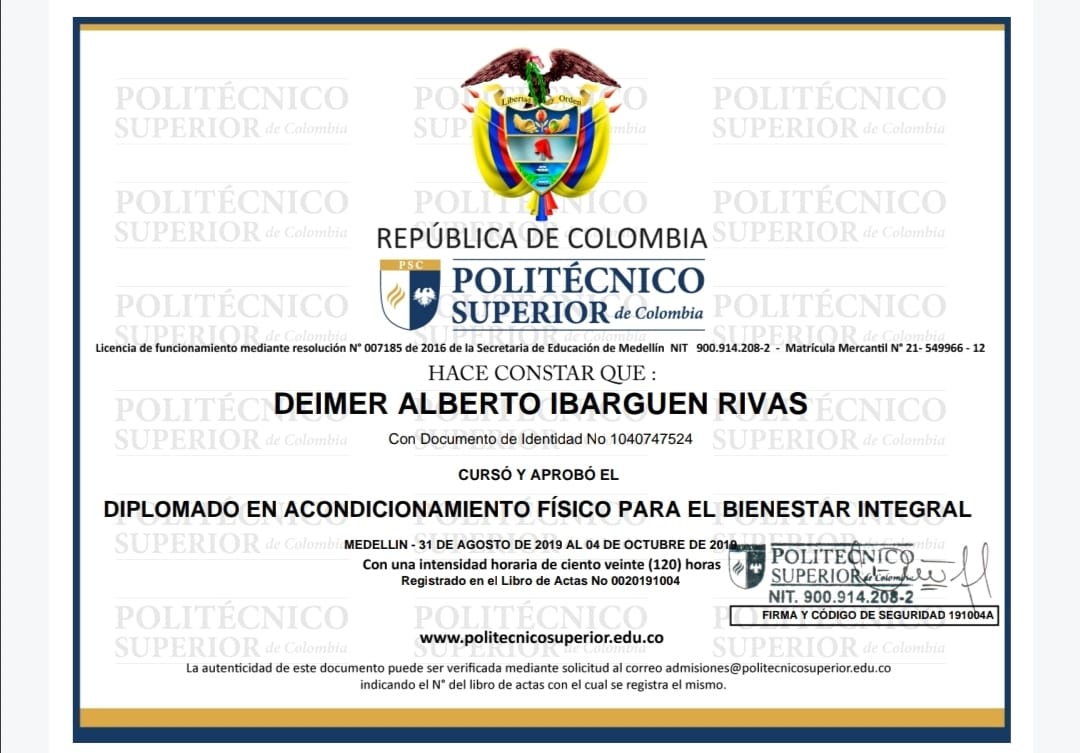 Libertad y Orden
REPÚBLICA DE COLOMBIA
PSC
POLITÉCNICO
SUPERIOR de Colombia
Licencia de funcionamiento mediante resolución N° 007185 de 2016 de la Secretaria de Educación de Medellín NIT 900.914.208-2 - Matrícula Mercantil N° 21- 549966 - 12
HACE CONSTAR QUE :
DEIMER ALBERTO IBARGUEN RIVAS
Con Documento de Identidad No 1040747524
CURSÓ Y APROBÓ EL
DIPLOMADO EN ACONDICIONAMIENTO FÍSICO PARA EL BIENESTAR INTEGRAL
MEDELLIN - 31 DE AGOSTO DE 2019 AL 04 DE OCTUBRE DE 2019
Con una intensidad horaria de ciento veinte (120) horas
Registrado en el Libro de Actas No 0020191004
POLITÉCNICO
SUPERIOR de Colombia
NIT. 900.914.208-2
FIRMA Y CÓDIGO DE SEGURIDAD 191004A
www.politecnicosuperior.edu.co
La autenticidad de este documento puede ser verificada mediante solicitud al correo admisiones@politecnicosuperior.edu.co
indicando el N° del libro de actas con el cual se registra el mismo.